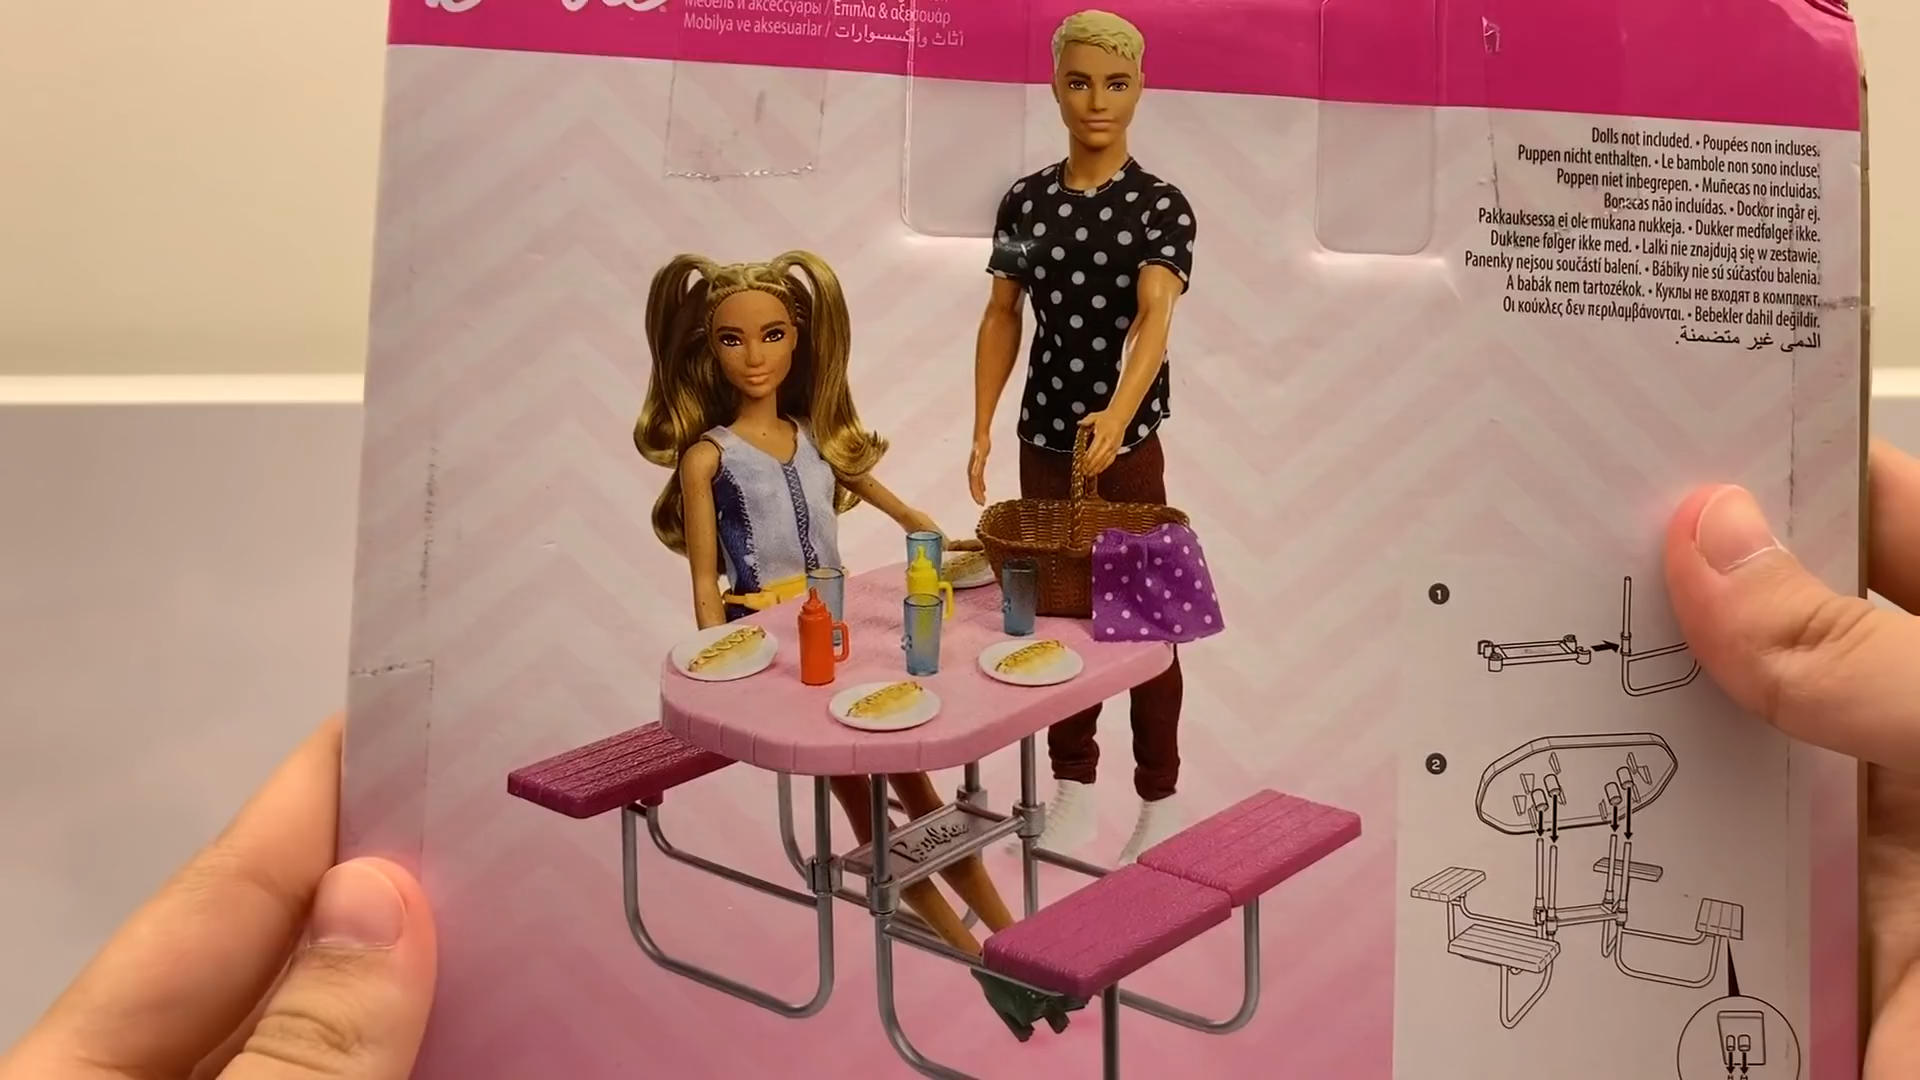 Barbie
Мебель и аксессуары / Έπιπλα & αξεσουάρ
Mobilya ve aksesuarlar / أثاث وأكسسوارات
Dolls not included. • Poupées non incluses.
Puppen nicht enthalten. • Le bambole non sono incluse.
Poppen niet inbegrepen. • Muñecas no incluidas.
Bonecas não incluídas. • Dockor ingår ej.
Pakkauksessa ei ole mukana nukkeja. • Dukker medfølger ikke.
Dukkene følger ikke med. • Lalki nie znajdują się w zestawie.
Panenky nejsou součástí balení. • Bábiky nie sú súčasťou balenia.
A babák nem tartozékok. • Куклы не входят в комплект.
Οι κούκλες δεν περιλαμβάνονται. • Bebekler dahil değildir.
الدمى غير متضمنة.
1
2
Barbie